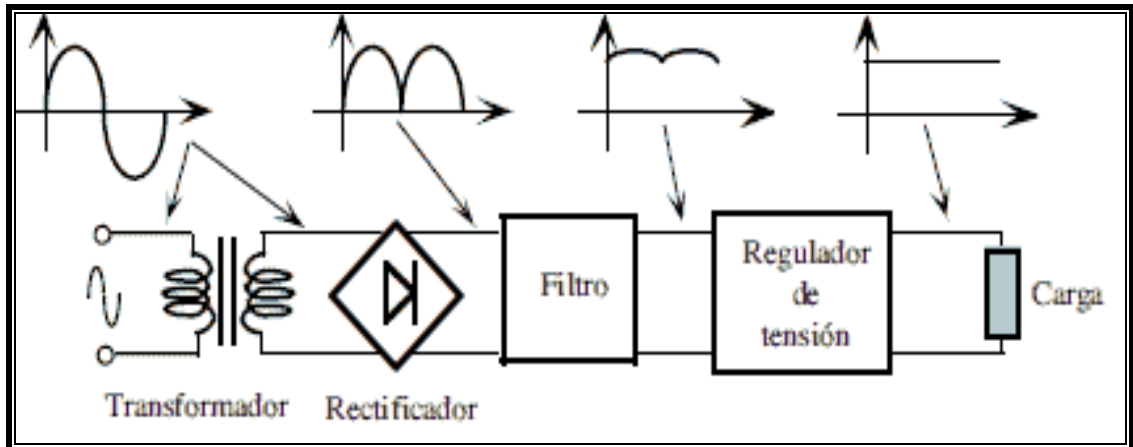 Filtro
Regulador
de
tensión
Carga
Transformador
Rectificador